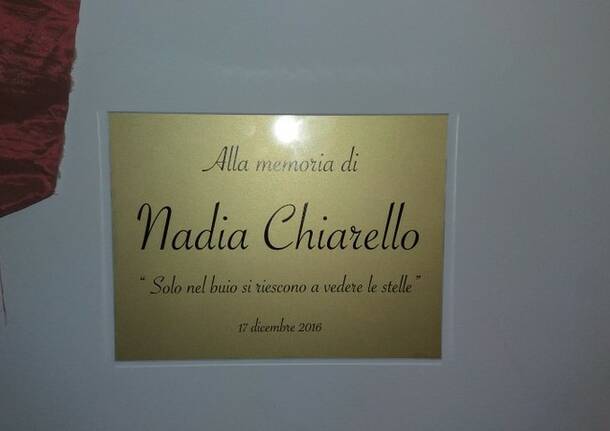 Alla memoria di
Nadia Chiarello
“ Solo nel buio si riescono a vedere le stelle ”
17 dicembre 2016